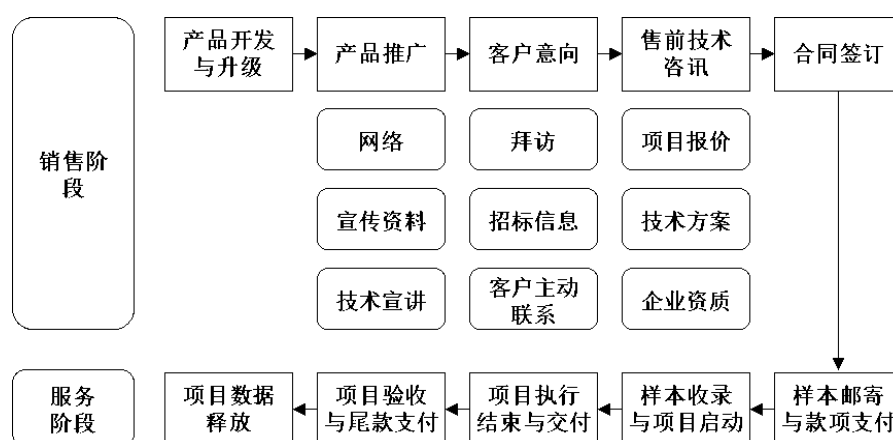 产品开发
与升级
产品推广
客户意向
售前技术
咨讯
合同签订
销售阶
段
网络
拜访
项目报价
宣传资料
招标信息
技术方案
技术宣讲
客户主动
联系
企业资质
服务
阶段
项目数据
释放
项目验收
与尾款支付
项目执行
结束与交付
样本收录
与项目启动
样本邮寄
与款项支付